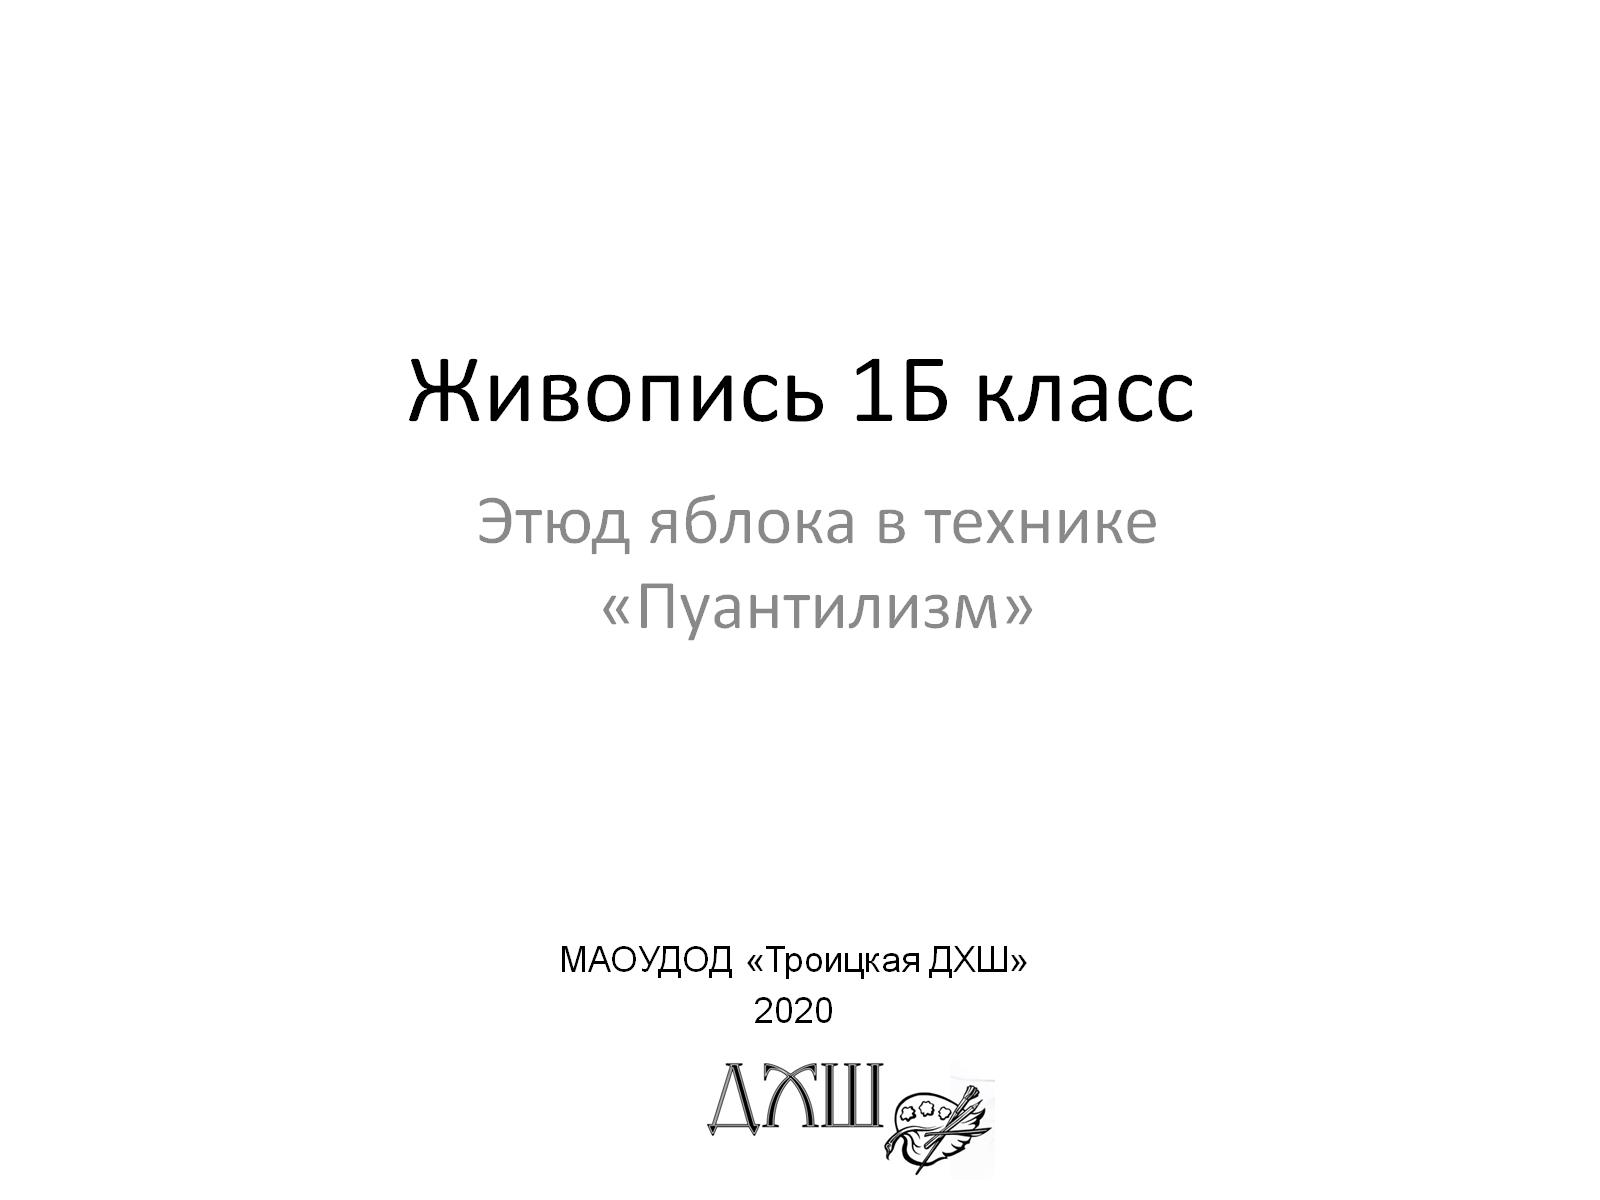 Живопись 1Б класс
Этюд яблока в технике
«Пуантилизм»
МАОУДОД «Троицкая ДХШ»
2020
ДХШ